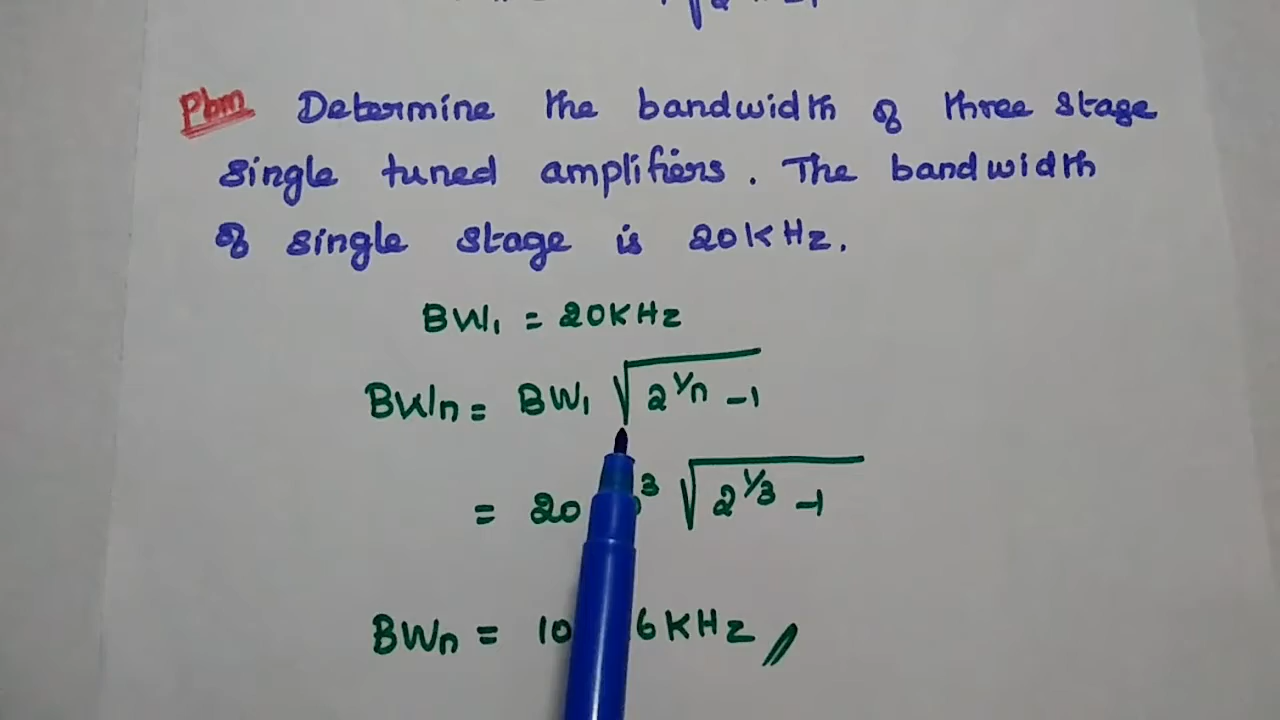 Pbm Determine the bandwidth of three stage
single tuned amplifiers. The bandwidth
of single stage is 20KHz.
BW₁ = 20KHz
BWn = BW₁ √(2^(1/n) - 1)
= 20 ³ √(2^(1/3) - 1)
BWn = 10 6KHz //